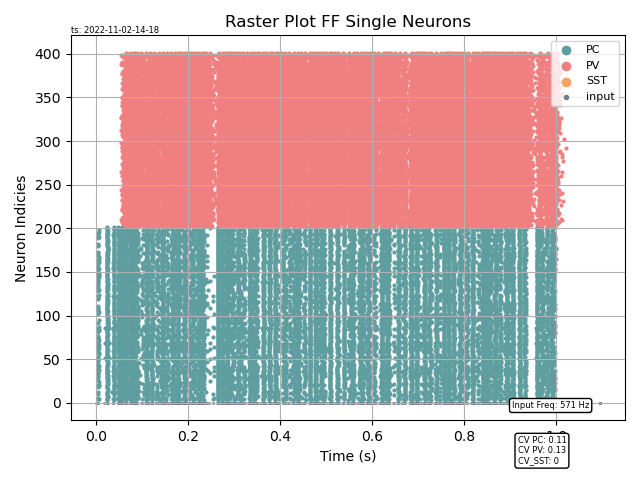 Raster Plot FF Single Neurons
ts: 2022-11-02-14-18
PC
PV
SST
input
Neuron Indicies
400
350
300
250
200
150
100
50
0
Input Freq: 571 Hz
0.0 0.2 0.4 0.6 0.8 1.0
Time (s)
CV PC: 0.11
CV PV: 0.13
CV_SST: 0